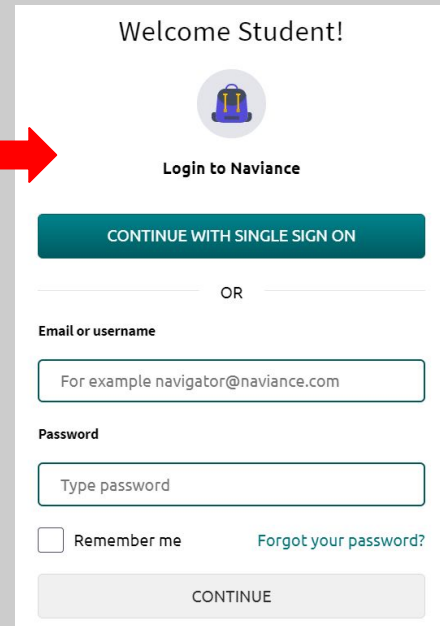 Welcome Student!
Login to Naviance
CONTINUE WITH SINGLE SIGN ON
OR
Email or username
For example navigator@naviance.com
Password
Type password
Remember me Forgot your password?
CONTINUE